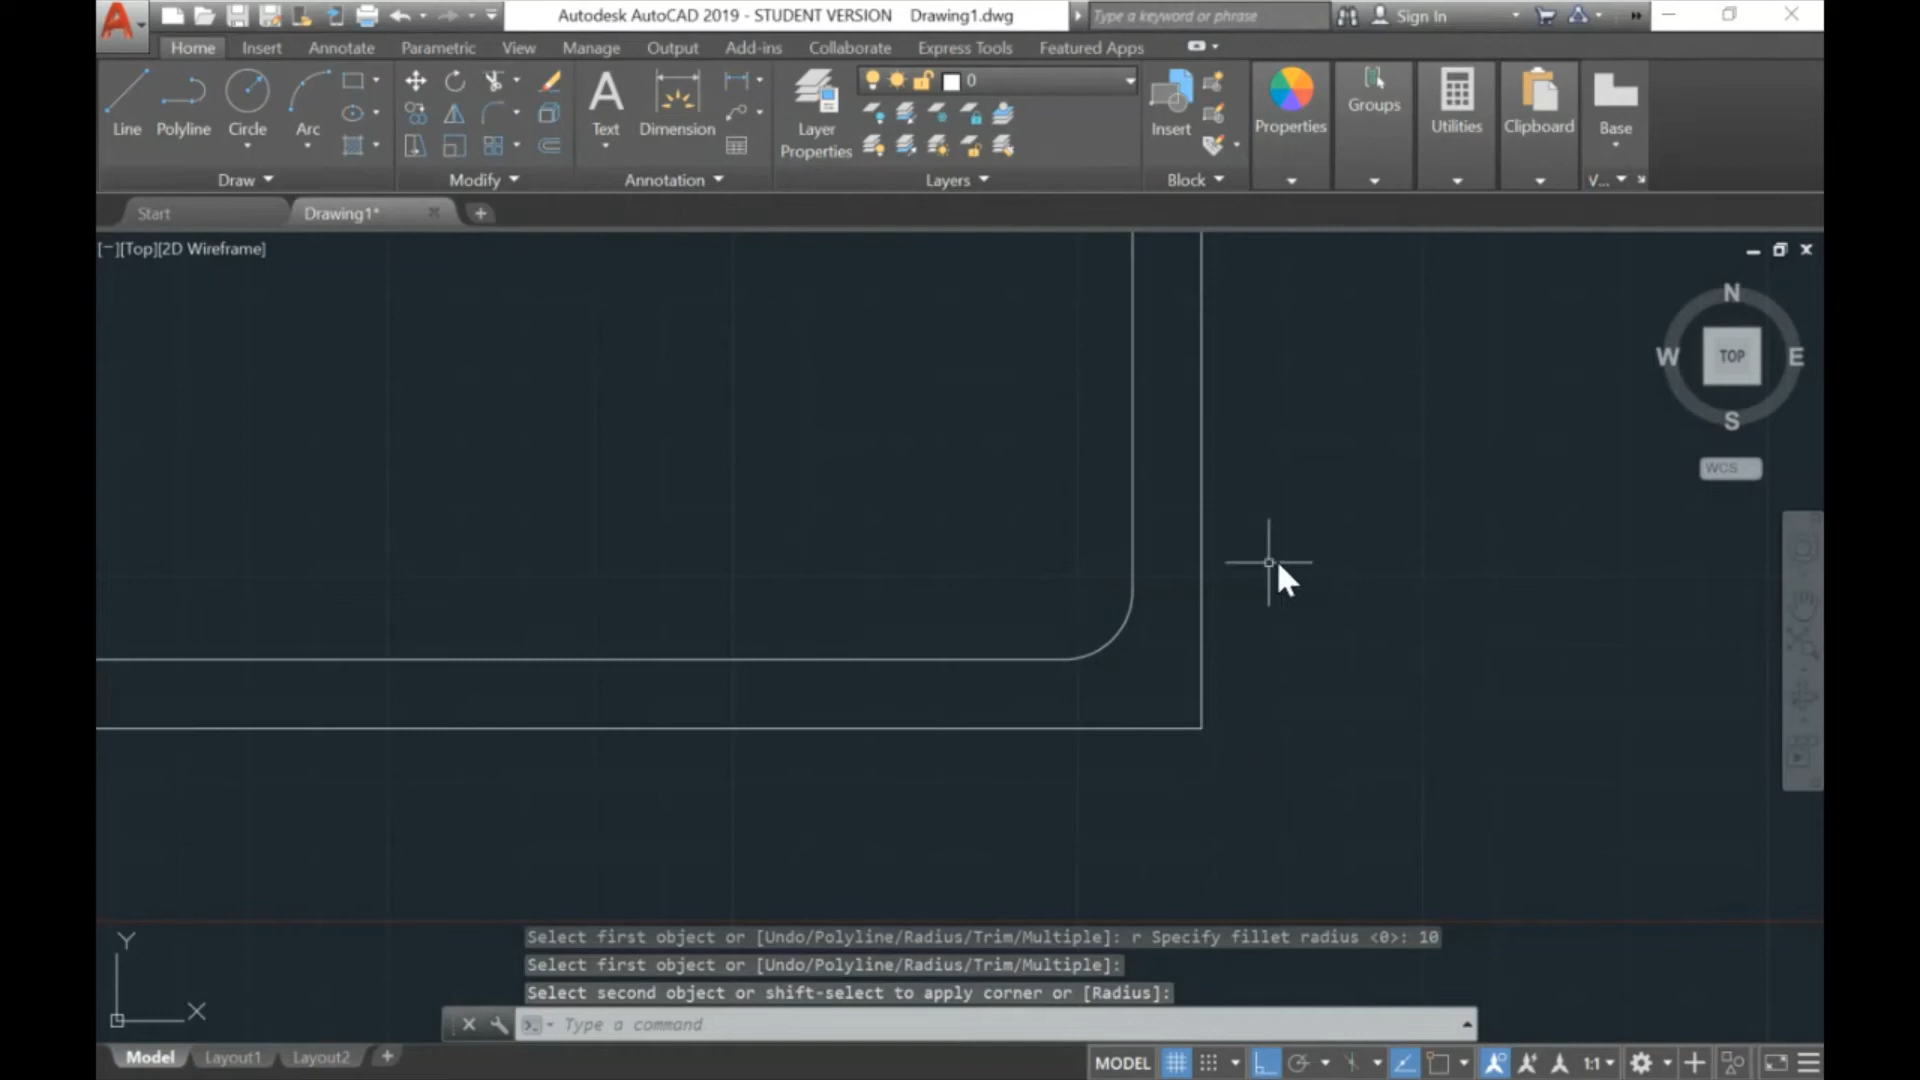 Autodesk AutoCAD 2019 - STUDENT VERSION Drawing1.dwg
Type a keyword or phrase
Sign In
Home Insert Annotate Parametric View Manage Output Add-ins Collaborate Express Tools Featured Apps
Line Polyline Circle Arc
Text Dimension
Layer Properties
0
Insert
Properties
Groups
Utilities
Clipboard
Base
Draw Modify Annotation Layers Block V...
Start Drawing1*
[−][Top][2D Wireframe]
N
W TOP E
S
WCS
Y
X
Select first object or [Undo/Polyline/Radius/Trim/Multiple]: r Specify fillet radius <0>: 10
Select first object or [Undo/Polyline/Radius/Trim/Multiple]:
Select second object or shift-select to apply corner or [Radius]:
Type a command
Model Layout1 Layout2
MODEL 1:1